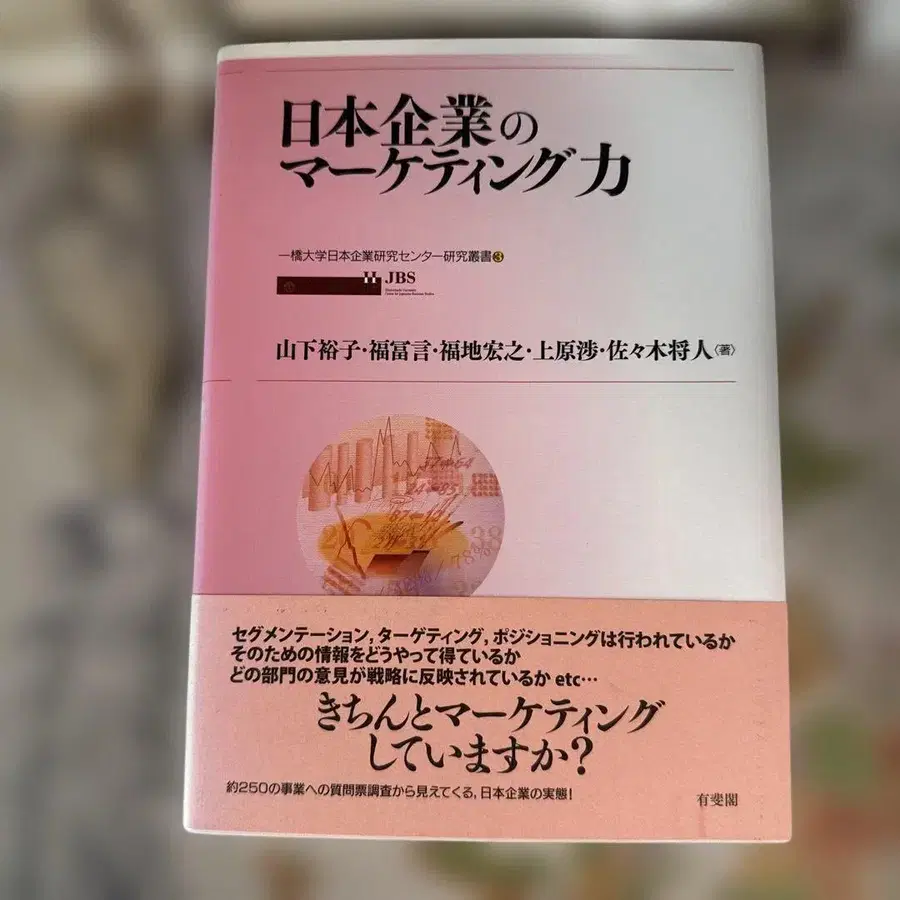 日本企業の
マーケティング力
一橋大学日本企業研究センター研究叢書❸
JBS
山下裕子・福冨言・福地宏之・上原渉・佐々木将人〈著〉
セグメンテーション,ターゲティング,ポジショニングは行われているか
そのための情報をどうやって得ているか
どの部門の意見が戦略に反映されているか etc…
きちんとマーケティング
していますか?
約250の事業への質問票調査から見えてくる,日本企業の実態!
有斐閣